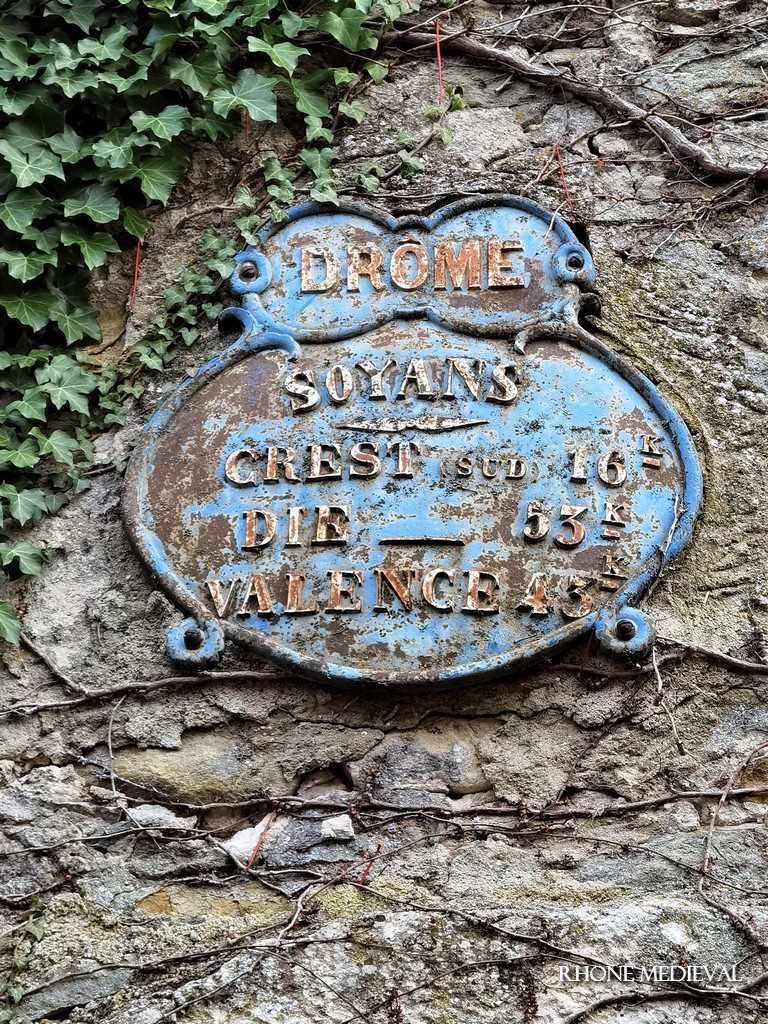 DRÔME
SOYANS
CREST (SUD) 16 K
DIE — 53 K
VALENCE 43 K
RHONE MEDIEVAL